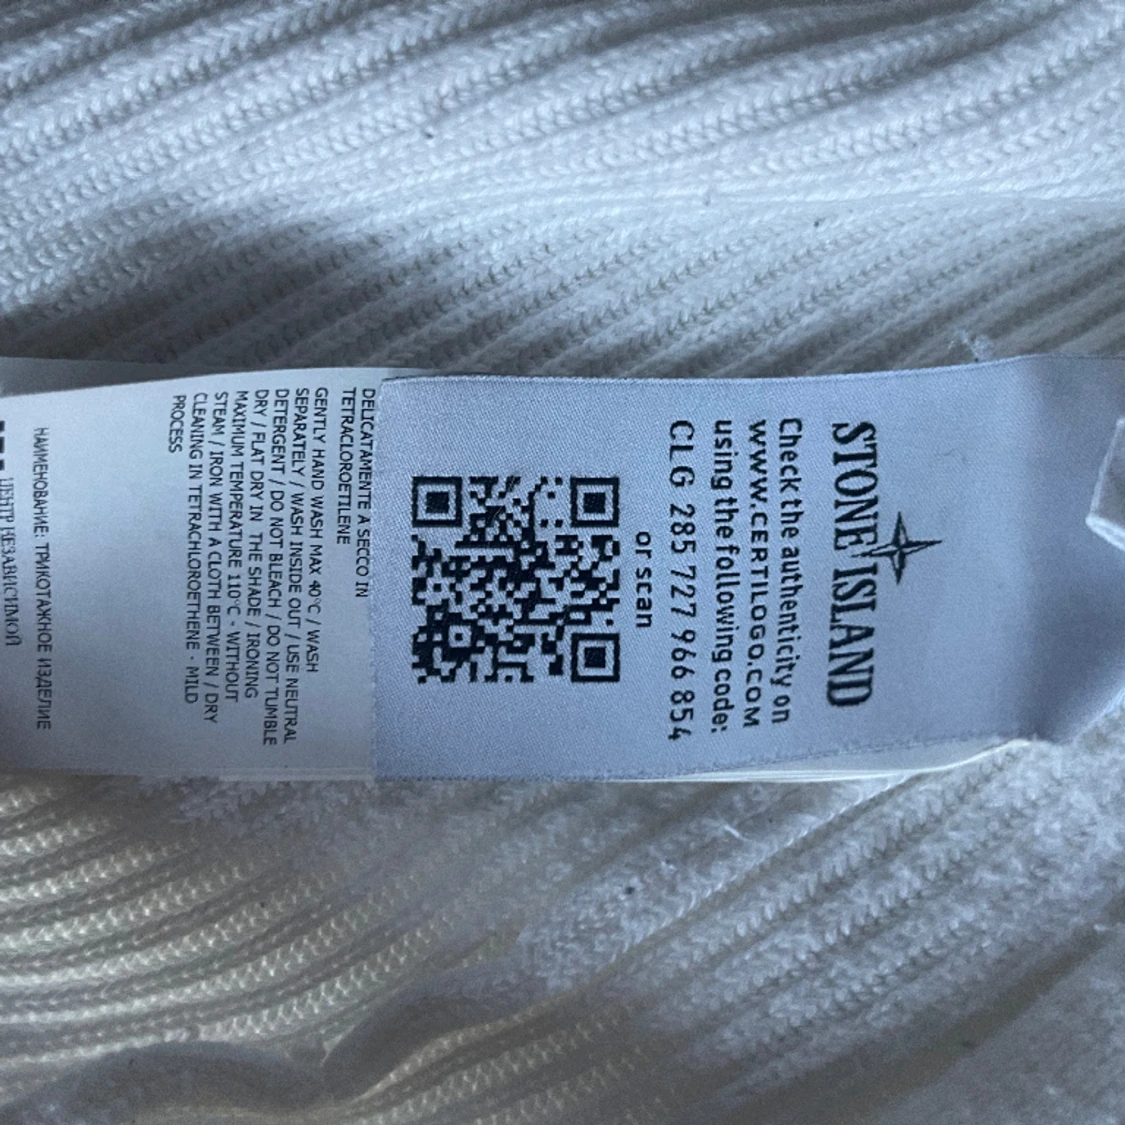 STONE ISLAND
Check the authenticity on
WWW.CERTILOGO.COM
using the following code:
CLG 285 727 966 854
or scan
DELICATAMENTE A SECCO IN
TETRACLOROETILENE
GENTLY HAND WASH MAX 40°C / WASH
SEPARATELY / WASH INSIDE OUT / USE NEUTRAL
DETERGENT / DO NOT BLEACH / DO NOT TUMBLE
DRY / FLAT DRY IN THE SHADE / IRONING
MAXIMUM TEMPERATURE 110°C - WITHOUT
STEAM / IRON WITH A CLOTH BETWEEN / DRY
CLEANING IN TETRACHLOROETHENE - MILD
PROCESS
НАИМЕНОВАНИЕ: ТРИКОТАЖНОЕ ИЗДЕЛИЕ
ЦЕНТР НЕЗАВИСИМОЙ